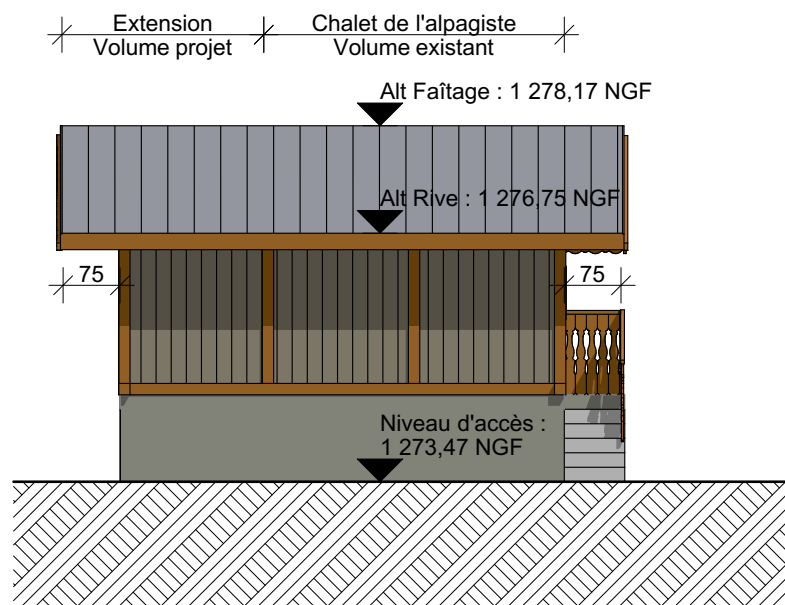 Extension
Volume projet
Chalet de l'alpagiste
Volume existant
Alt Faîtage : 1 278,17 NGF
Alt Rive : 1 276,75 NGF
75
75
Niveau d'accès :
1 273,47 NGF